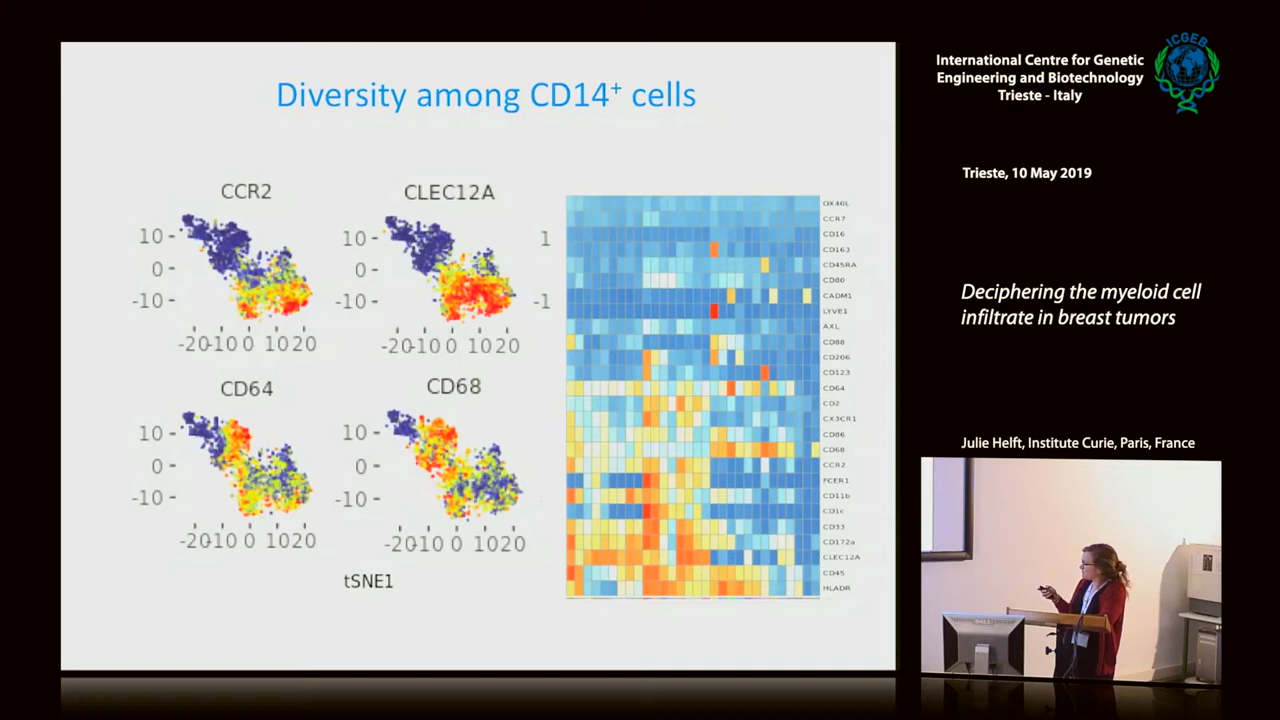 Diversity among CD14⁺ cells
CCR2
CLEC12A
10
0
-10
-20 -10 0 10 20
10
0
-10
-20 -10 0 10 20
1
-1
CD64
CD68
10
0
-10
-20 -10 0 10 20
10
0
-10
-20 -10 0 10 20
tSNE1
OX40L
CCR7
CD16
CD163
CD45RA
CD80
CADM1
LYVE1
AXL
CD88
CD206
CD123
CD64
CD2
CX3CR1
CD86
CD68
CCR2
FCER1
CD11b
CD1c
CD33
CD172a
CLEC12A
CD45
HLADR
International Centre for Genetic
Engineering and Biotechnology
Trieste - Italy
ICGEB
Trieste, 10 May 2019
Deciphering the myeloid cell
infiltrate in breast tumors
Julie Helft, Institute Curie, Paris, France
DELL